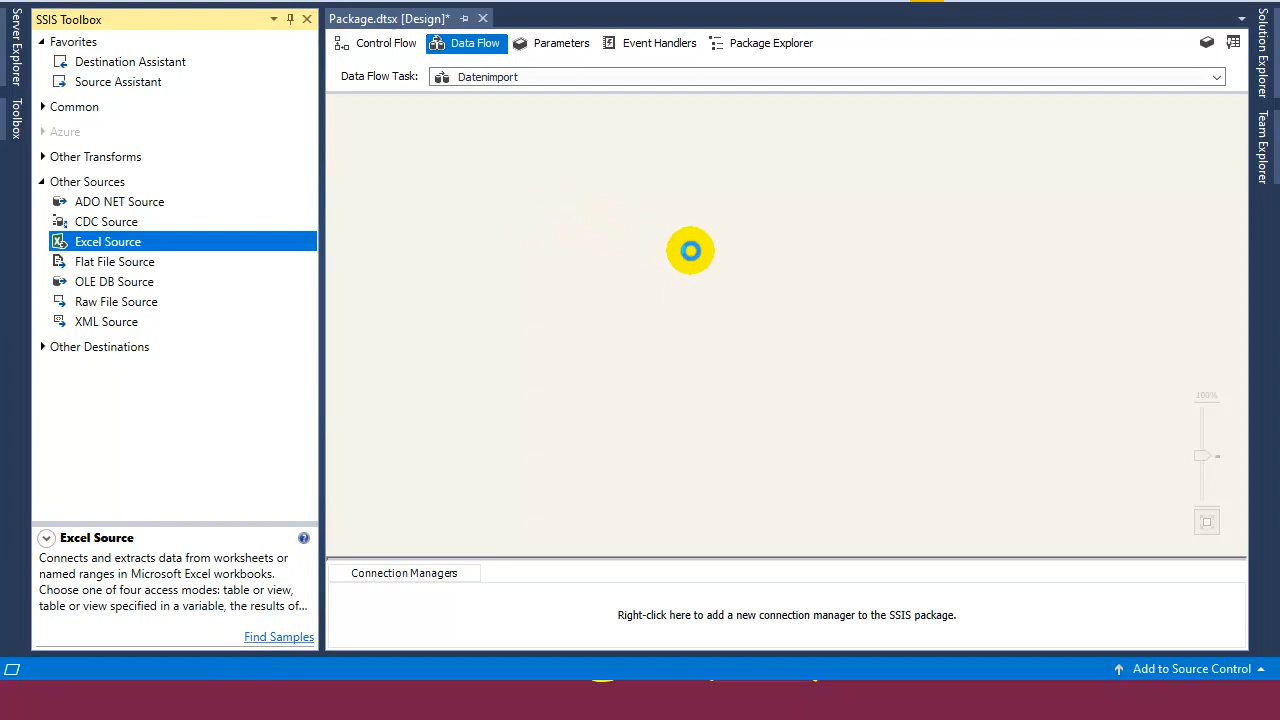 SSIS Toolbox
Favorites
Destination Assistant
Source Assistant
Common
Azure
Other Transforms
Other Sources
ADO NET Source
CDC Source
Excel Source
Flat File Source
OLE DB Source
Raw File Source
XML Source
Other Destinations
Excel Source
Connects and extracts data from worksheets or
named ranges in Microsoft Excel workbooks.
Choose one of four access modes: table or view,
table or view specified in a variable, the results of...
Find Samples
Server Explorer
Toolbox
Package.dtsx [Design]*
Control Flow
Data Flow
Parameters
Event Handlers
Package Explorer
Data Flow Task:
Datenimport
100%
Connection Managers
Right-click here to add a new connection manager to the SSIS package.
Solution Explorer
Team Explorer
Add to Source Control